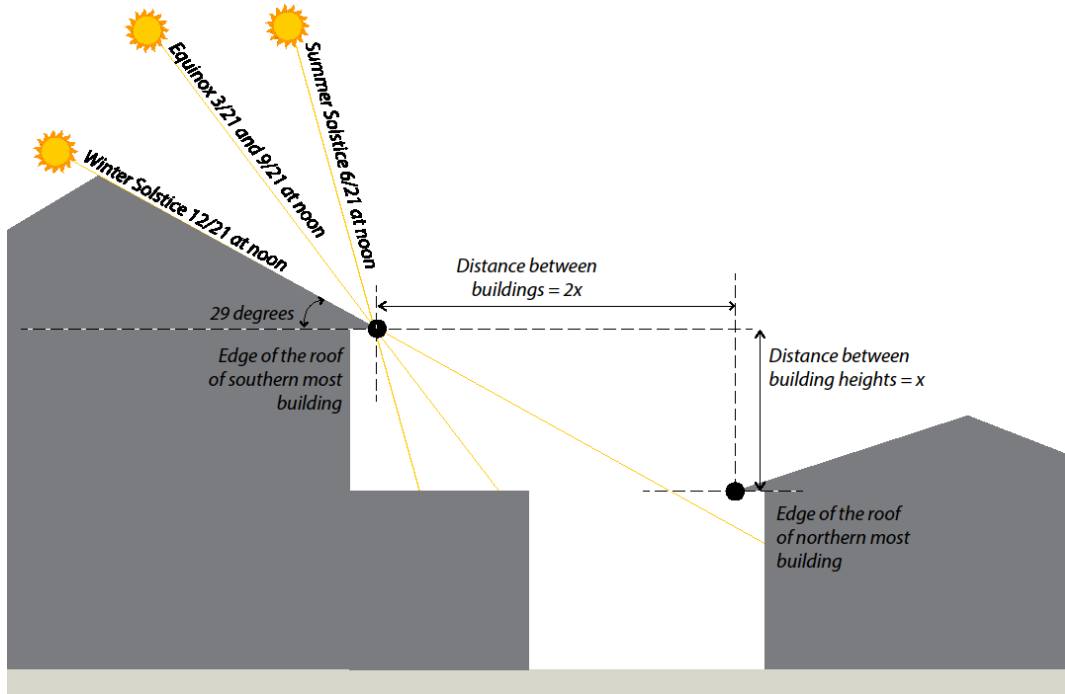 Winter Solstice 12/21 at noon
Equinox 3/21 and 9/21 at noon
Summer Solstice 6/21 at noon
29 degrees
Edge of the roof
of southern most
building
Distance between
buildings = 2x
Distance between
building heights = x
Edge of the roof
of northern most
building